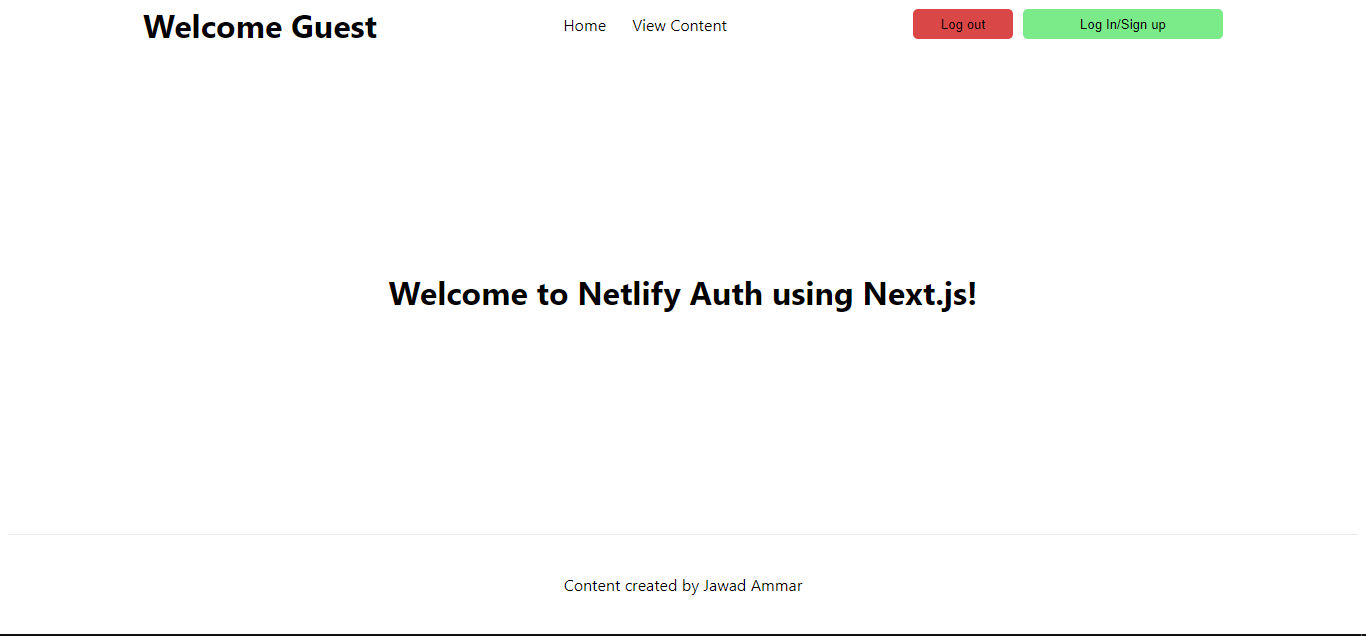 Welcome Guest
Home
View Content
Log out
Log In/Sign up
Welcome to Netlify Auth using Next.js!
Content created by Jawad Ammar